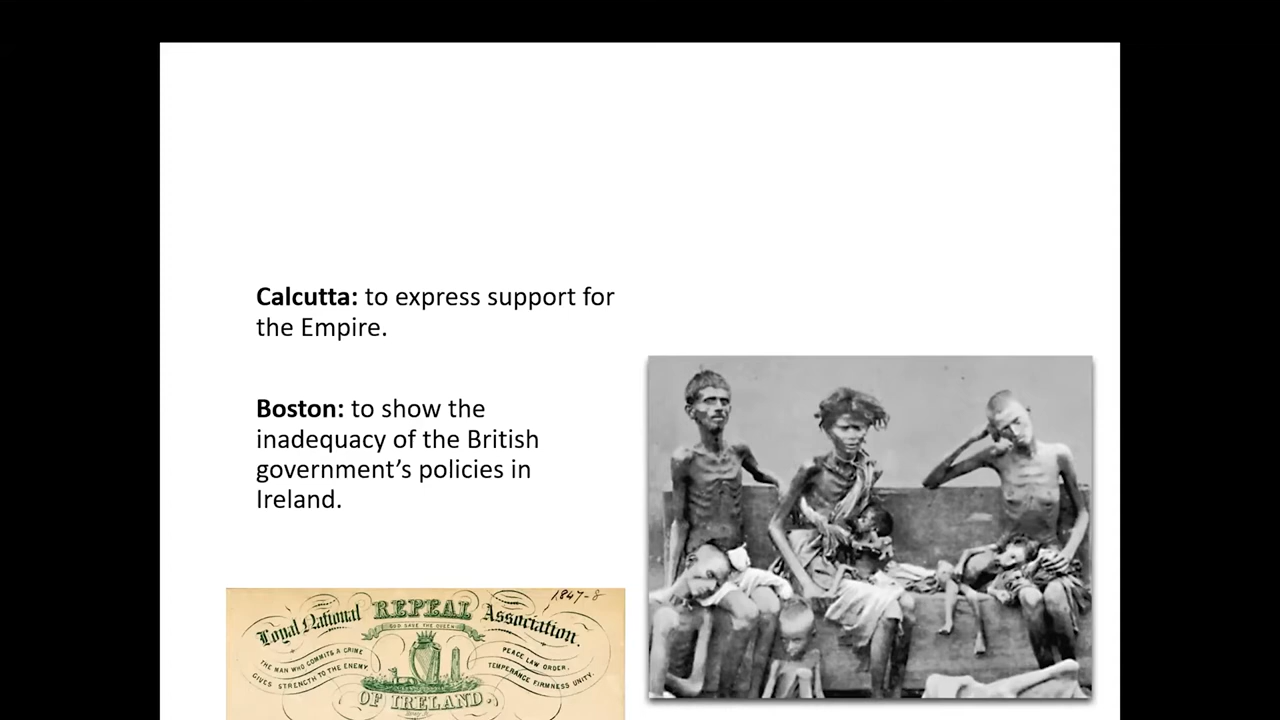 Calcutta: to express support for
the Empire.
Boston: to show the
inadequacy of the British
government’s policies in
Ireland.
1847-8
Loyal National REPEAL Association.
GOD SAVE THE QUEEN
THE MAN WHO COMMITS A CRIME
GIVES STRENGTH TO THE ENEMY.
PEACE LAW ORDER,
TEMPERANCE FIRMNESS UNITY.
OF IRELAND.